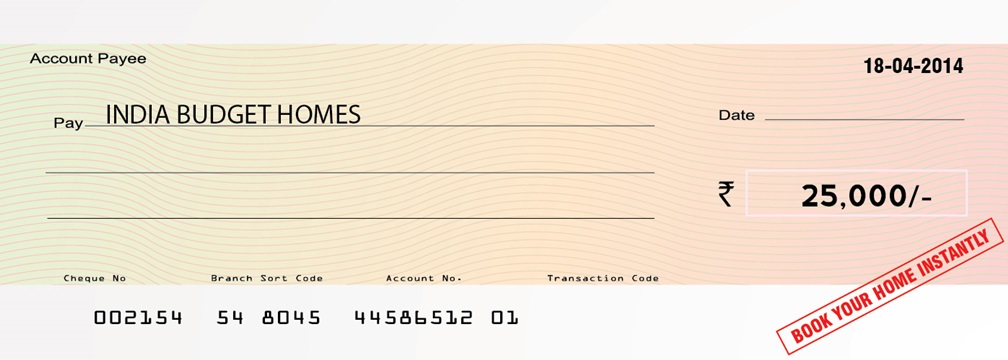 Account Payee
18-04-2014
Pay INDIA BUDGET HOMES
Date
₹ 25,000/-
BOOK YOUR HOME INSTANTLY
Cheque No Branch Sort Code Account No. Transaction Code
002154 54 8045 44586512 01